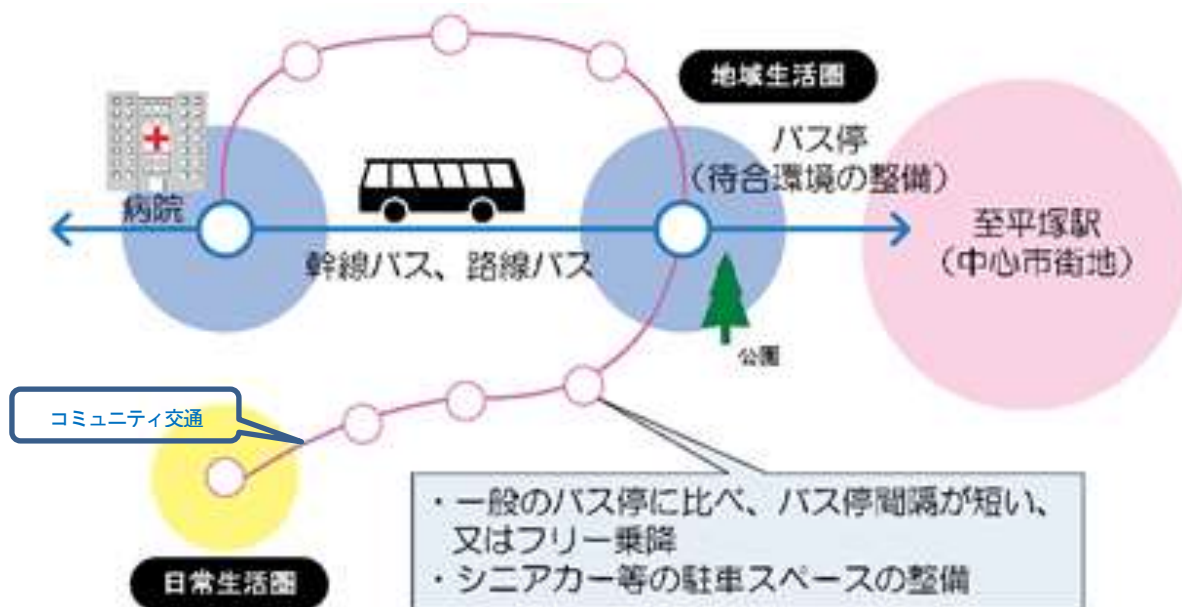 地域生活圏
バス停
（待合環境の整備）
病院
至平塚駅
（中心市街地）
幹線バス、路線バス
公園
コミュニティ交通
・一般のバス停に比べ、バス停間隔が短い、
又はフリー乗降
・シニアカー等の駐車スペースの整備
日常生活圏